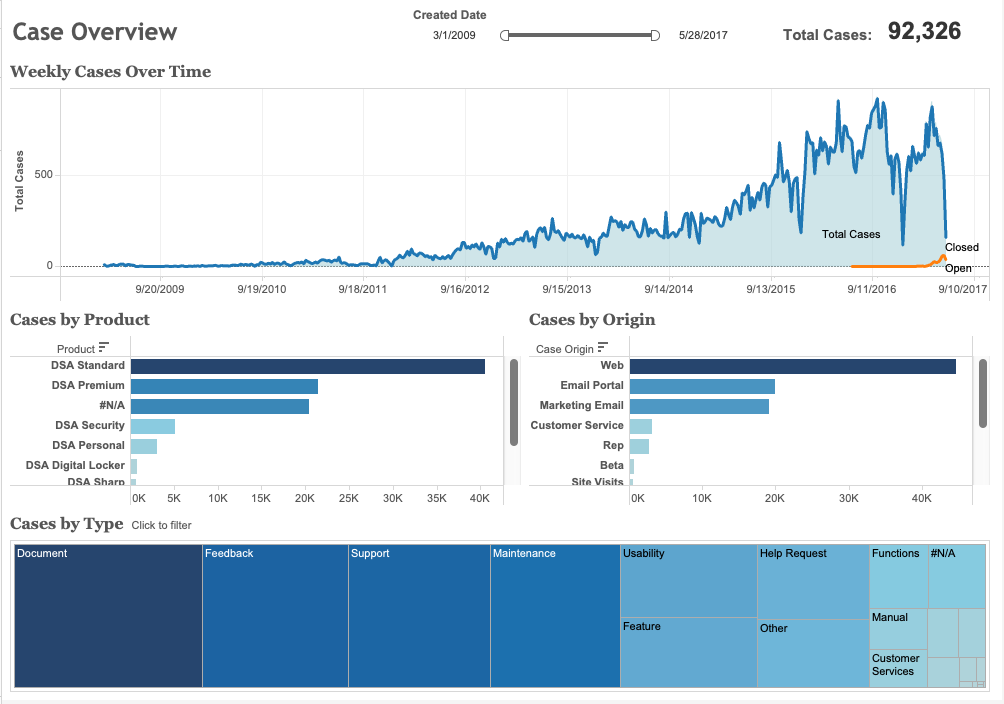 Case Overview
Created Date
3/1/2009
5/28/2017
Total Cases: 92,326
Weekly Cases Over Time
Total Cases
500
0
Total Cases
Closed
Open
9/20/2009
9/19/2010
9/18/2011
9/16/2012
9/15/2013
9/14/2014
9/13/2015
9/11/2016
9/10/2017
Cases by Product
Product
DSA Standard
DSA Premium
#N/A
DSA Security
DSA Personal
DSA Digital Locker
DSA Sharp
0K 5K 10K 15K 20K 25K 30K 35K 40K
Cases by Origin
Case Origin
Web
Email Portal
Marketing Email
Customer Service
Rep
Beta
Site Visits
0K 10K 20K 30K 40K
Cases by Type Click to filter
Document
Feedback
Support
Maintenance
Usability
Feature
Help Request
Other
Functions
#N/A
Manual
Customer
Services